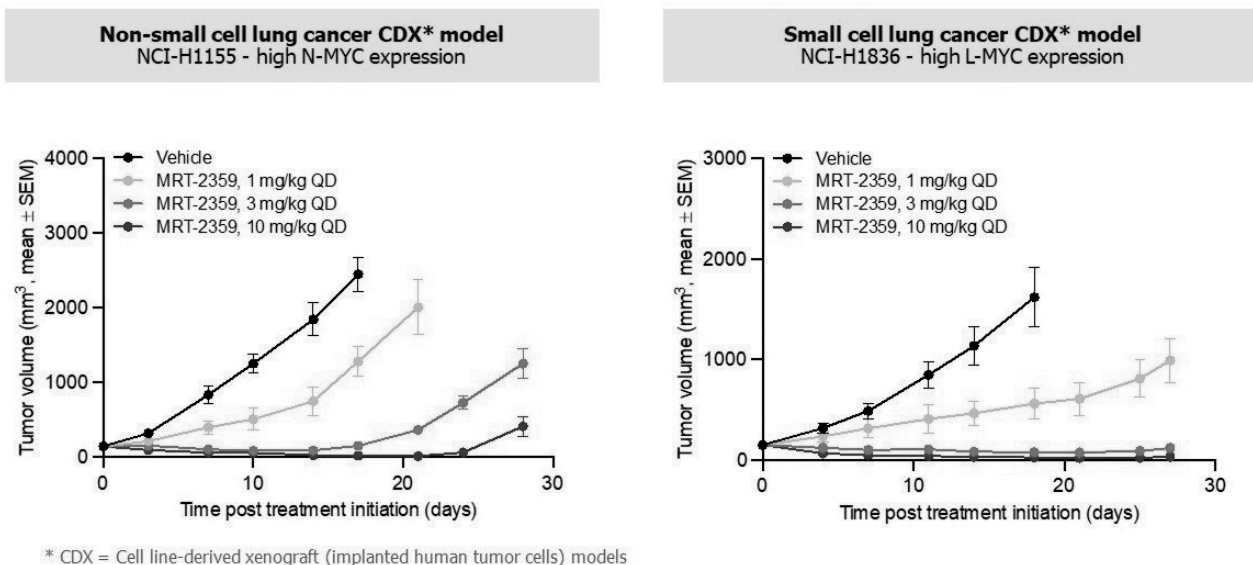 Non-small cell lung cancer CDX* model
NCI-H1155 - high N-MYC expression
Tumor volume (mm³, mean ± SEM)
4000
3000
2000
1000
0
Vehicle
MRT-2359, 1 mg/kg QD
MRT-2359, 3 mg/kg QD
MRT-2359, 10 mg/kg QD
0
10
20
30
Time post treatment initiation (days)
Small cell lung cancer CDX* model
NCI-H1836 - high L-MYC expression
Tumor volume (mm³, mean ± SEM)
3000
2000
1000
0
Vehicle
MRT-2359, 1 mg/kg QD
MRT-2359, 3 mg/kg QD
MRT-2359, 10 mg/kg QD
0
10
20
30
Time post treatment initiation (days)
* CDX = Cell line-derived xenograft (implanted human tumor cells) models